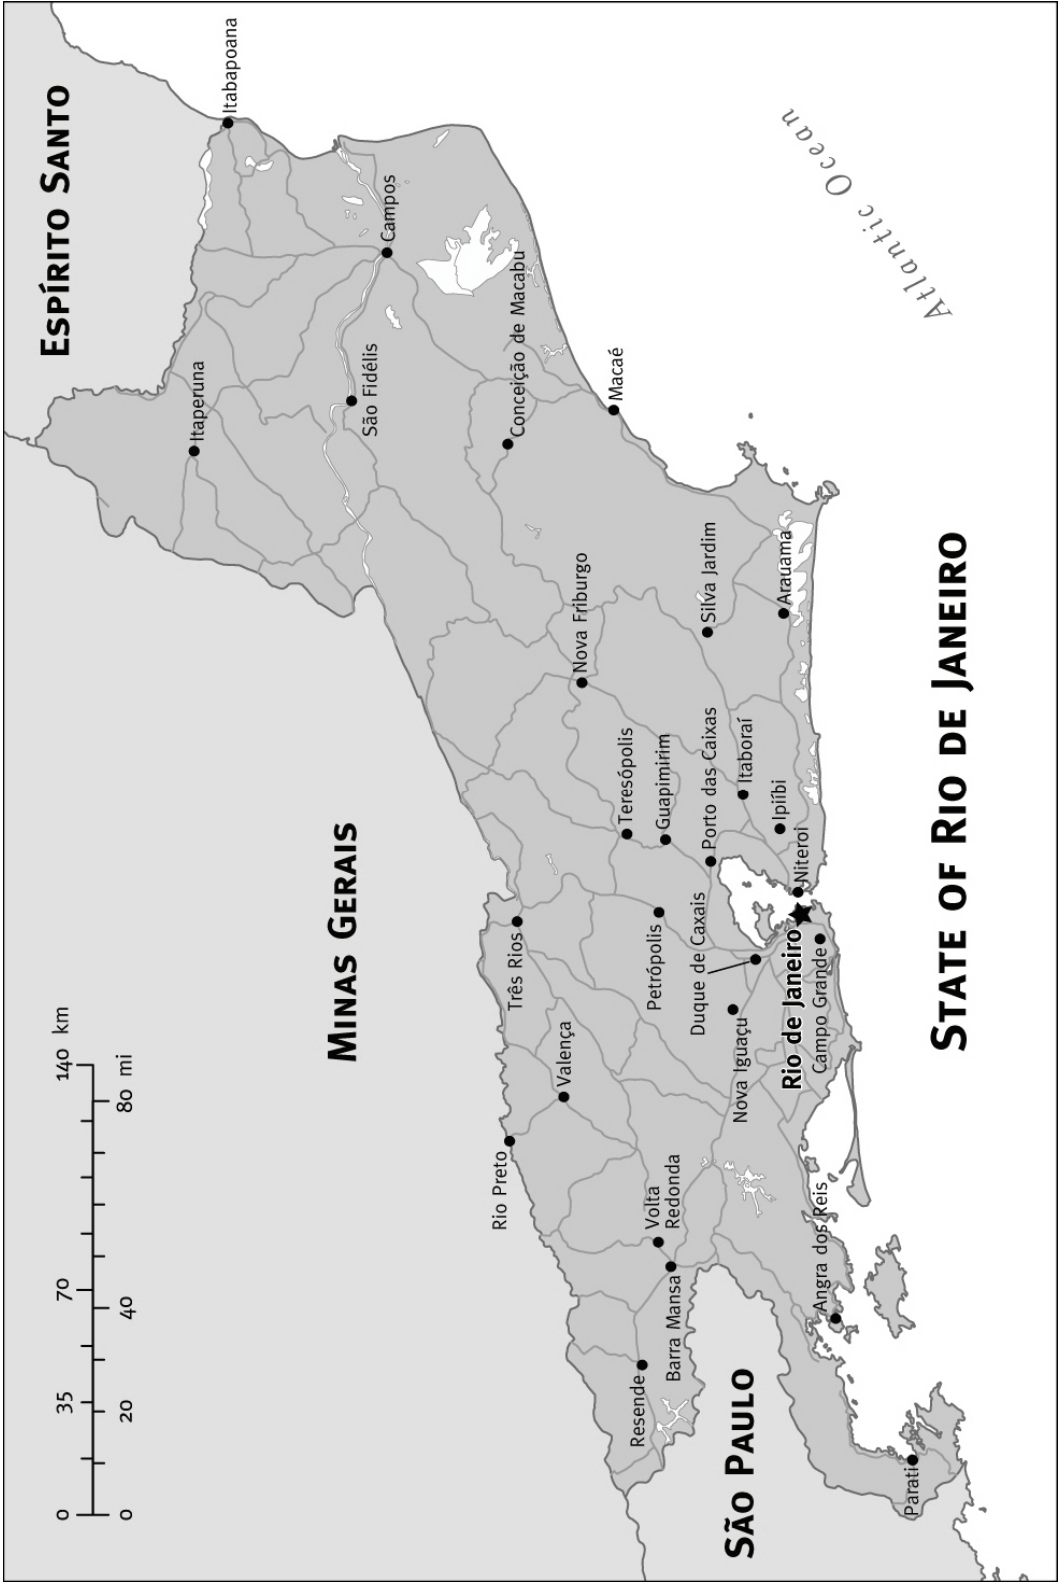 ESPÍRITO SANTO
MINAS GERAIS
SÃO PAULO
STATE OF RIO DE JANEIRO
Atlantic Ocean
0 35 70 140 km
0 20 40 80 mi
Itabapoana
Itaperuna
Campos
São Fidélis
Conceição de Macabu
Macaé
Nova Friburgo
Silva Jardim
Arauama
Teresópolis
Guapimirim
Porto das Caixas
Itaboraí
Ipiíbi
Niteroi
Três Rios
Petrópolis
Duque de Caxais
Rio de Janeiro
Campo Grande
Nova Iguaçu
Valença
Rio Preto
Volta
Redonda
Barra Mansa
Resende
Angra dos Reis
Parati